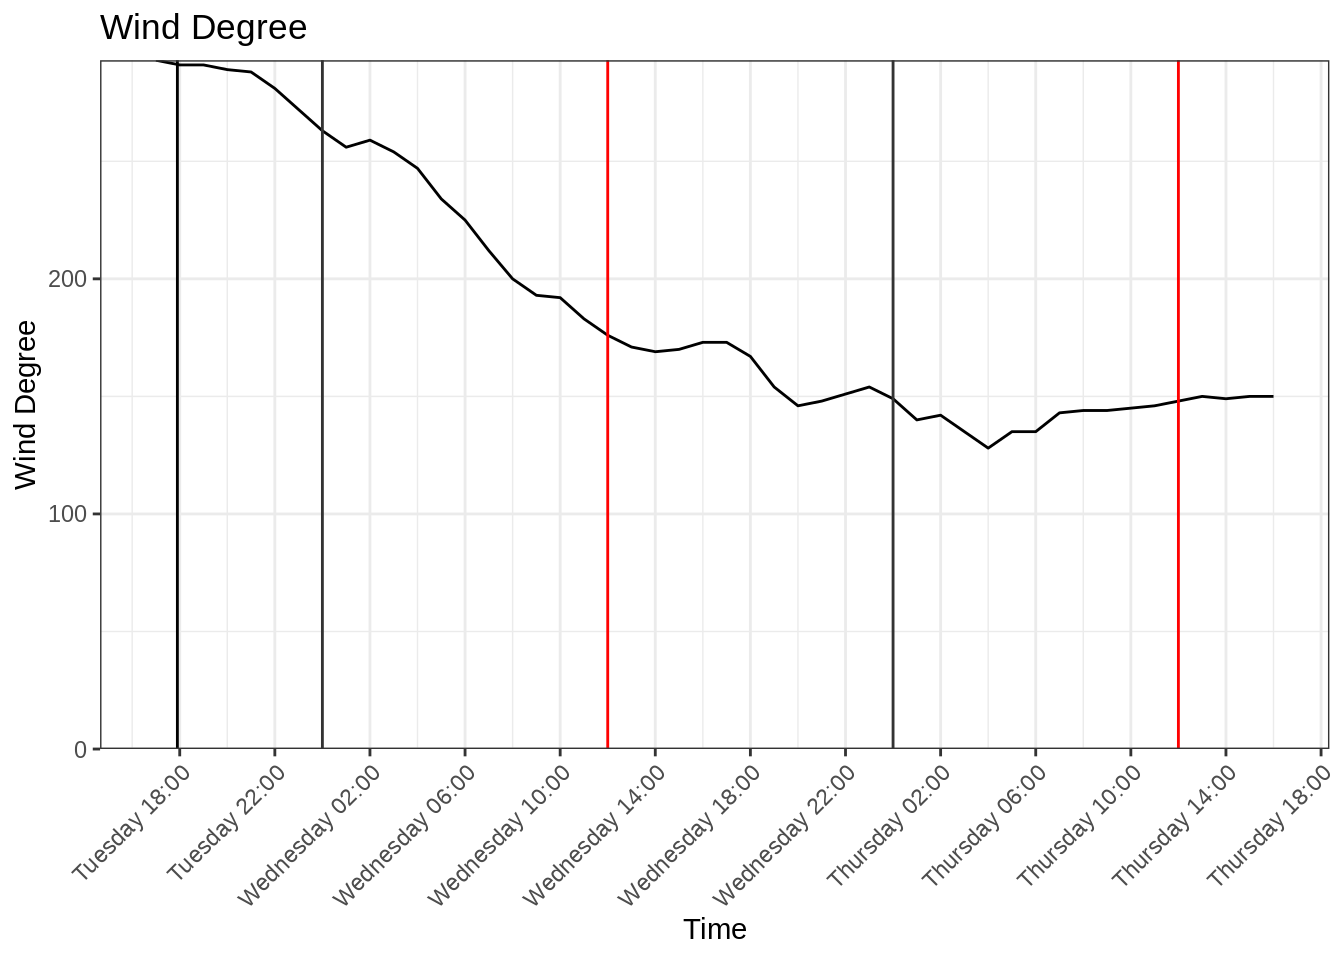 Wind Degree
Wind Degree
200
100
0
Tuesday 18:00
Tuesday 22:00
Wednesday 02:00
Wednesday 06:00
Wednesday 10:00
Wednesday 14:00
Wednesday 18:00
Wednesday 22:00
Thursday 02:00
Thursday 06:00
Thursday 10:00
Thursday 14:00
Thursday 18:00
Time